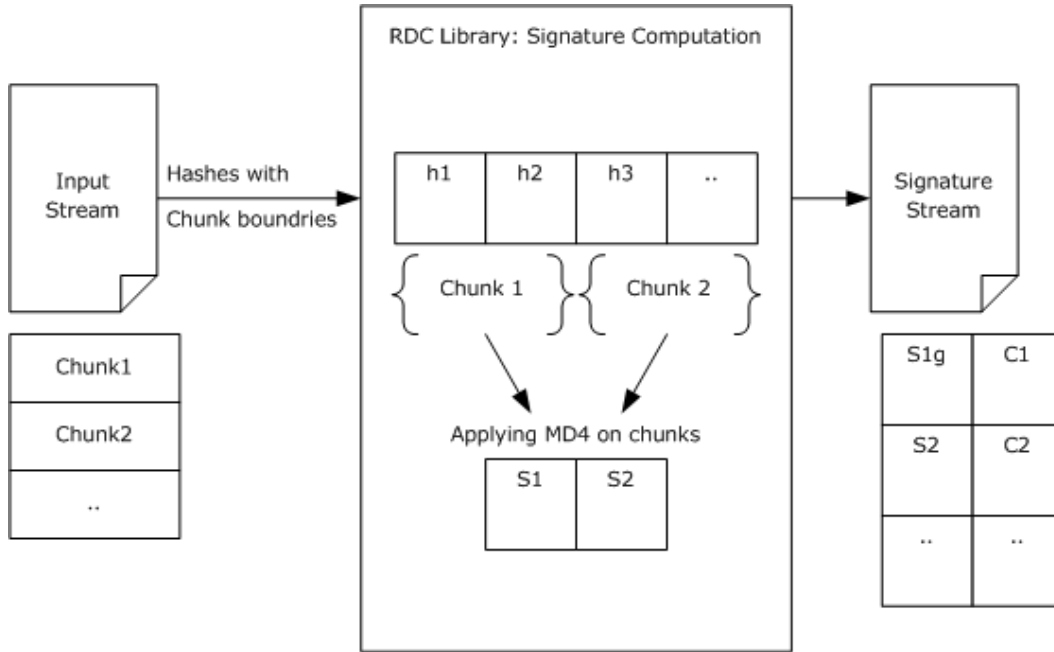 RDC Library: Signature Computation
Input
Stream
Hashes with
Chunk boundries
h1 h2 h3 ..
Chunk 1 Chunk 2
Applying MD4 on chunks
S1 S2
Signature
Stream
Chunk1
Chunk2
..
S1g C1
S2 C2
.. ..